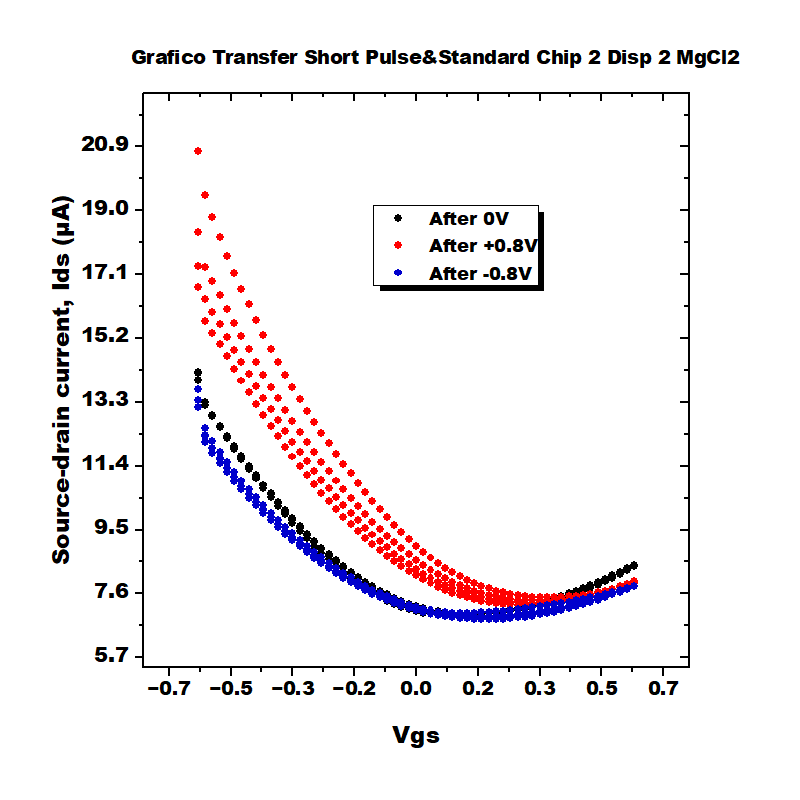 Grafico Transfer Short Pulse&Standard Chip 2 Disp 2 MgCl2
After 0V
After +0.8V
After -0.8V
Source-drain current, Ids (µA)
20.9
19.0
17.1
15.2
13.3
11.4
9.5
7.6
5.7
−0.7 −0.5 −0.3 −0.2 0.0 0.2 0.3 0.5 0.7
Vgs